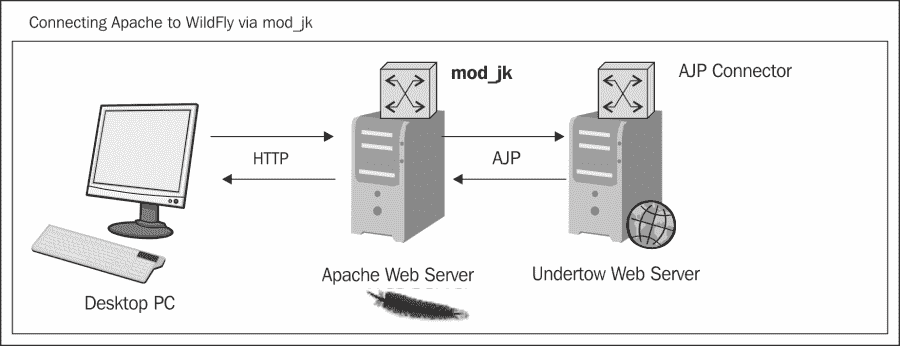 Connecting Apache to WildFly via mod_jk
mod_jk
AJP Connector
HTTP
AJP
Apache Web Server
Undertow Web Server
Desktop PC